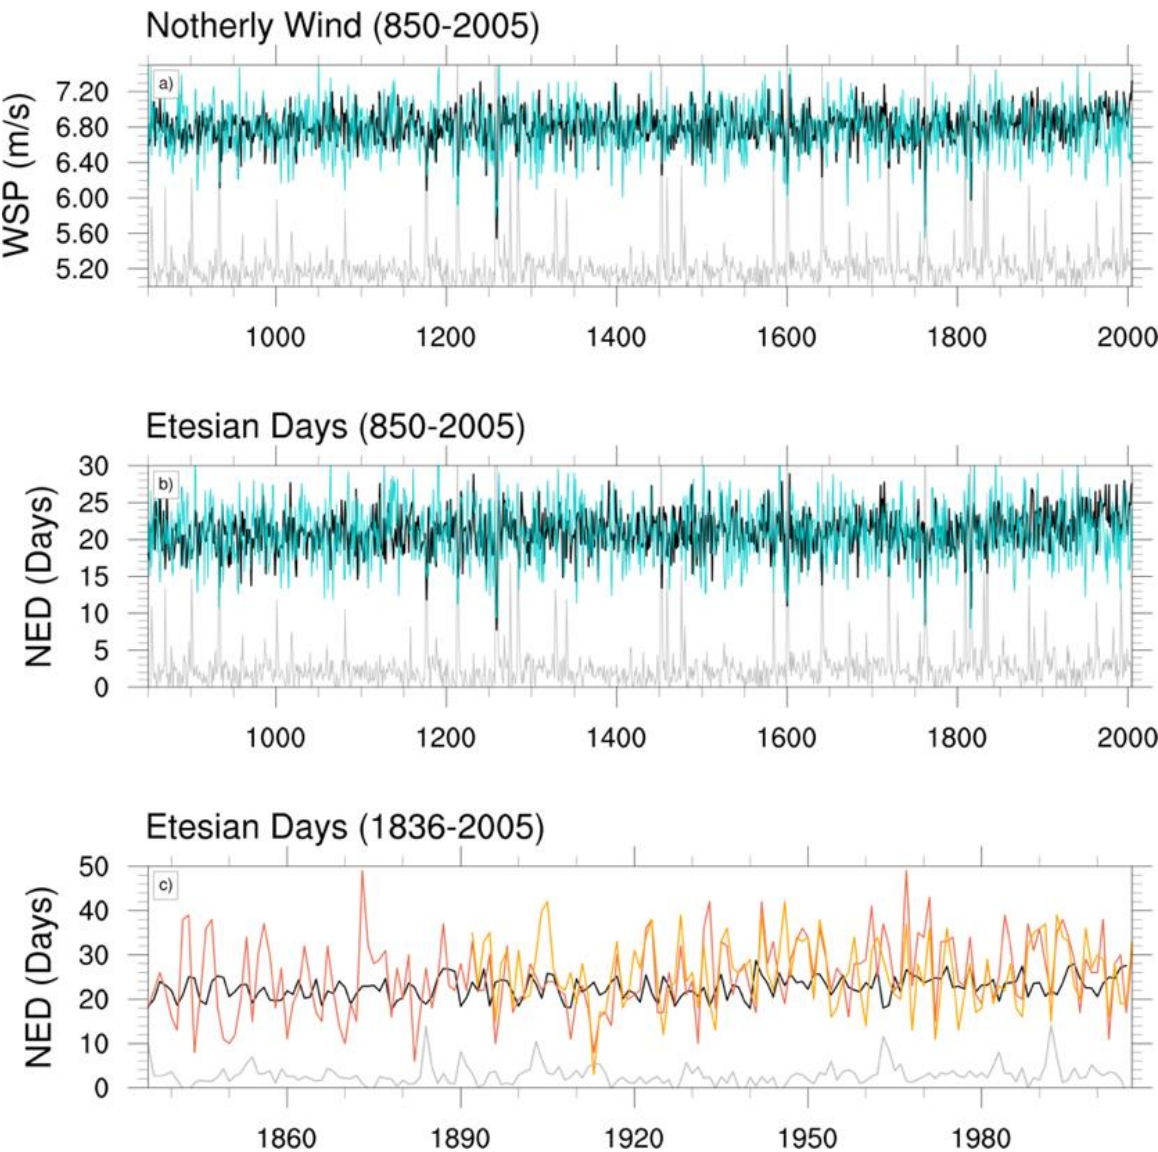 Notherly Wind (850-2005)
a)
WSP (m/s)
7.20
6.80
6.40
6.00
5.60
5.20
1000 1200 1400 1600 1800 2000
Etesian Days (850-2005)
b)
NED (Days)
30
25
20
15
10
5
0
1000 1200 1400 1600 1800 2000
Etesian Days (1836-2005)
c)
NED (Days)
50
40
30
20
10
0
1860 1890 1920 1950 1980